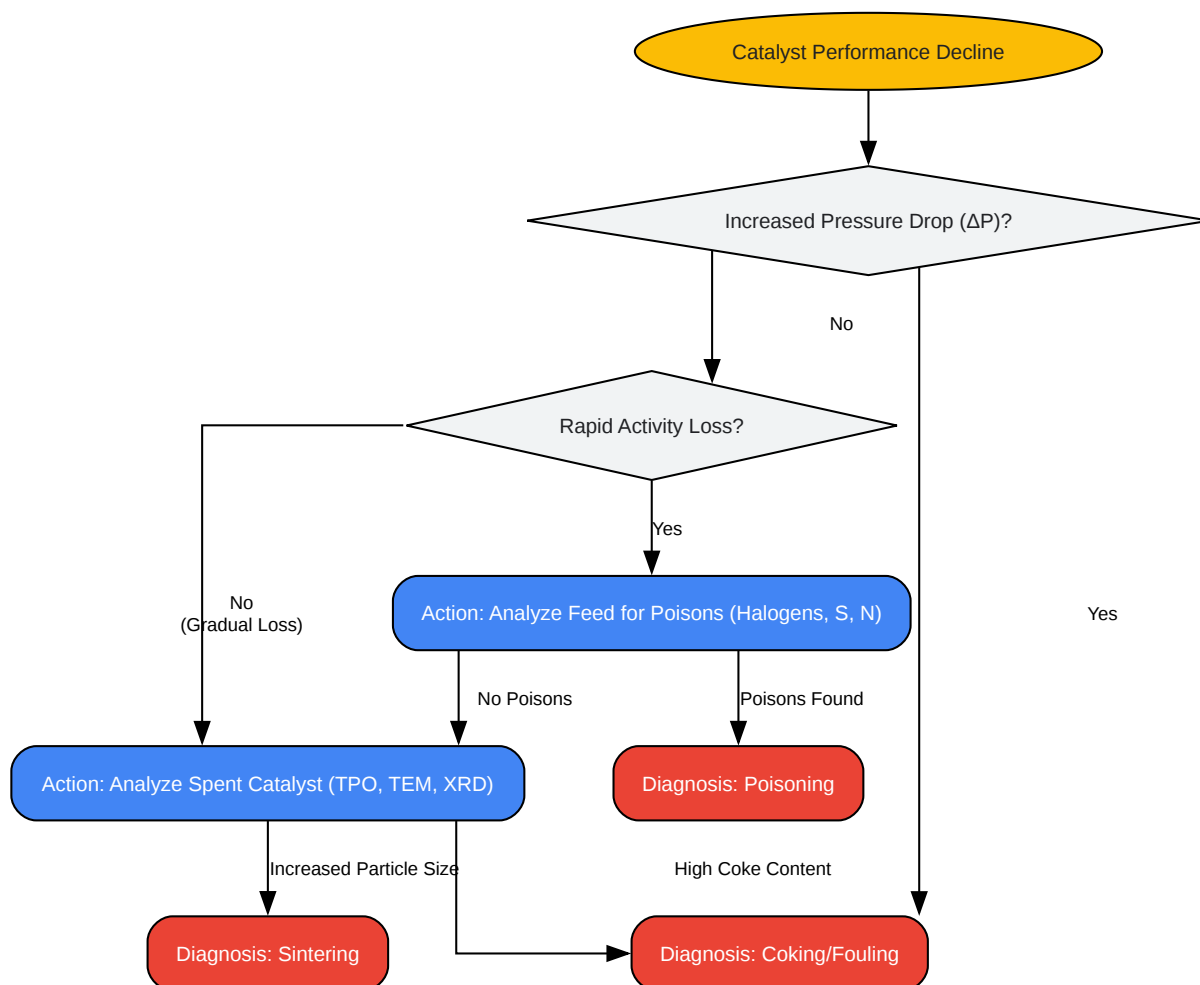 Catalyst Performance Decline
Increased Pressure Drop (ΔP)?
No
Rapid Activity Loss?
Yes
No
(Gradual Loss)
Action: Analyze Feed for Poisons (Halogens, S, N)
Yes
No Poisons
Poisons Found
Action: Analyze Spent Catalyst (TPO, TEM, XRD)
Diagnosis: Poisoning
Increased Particle Size
High Coke Content
Diagnosis: Sintering
Diagnosis: Coking/Fouling